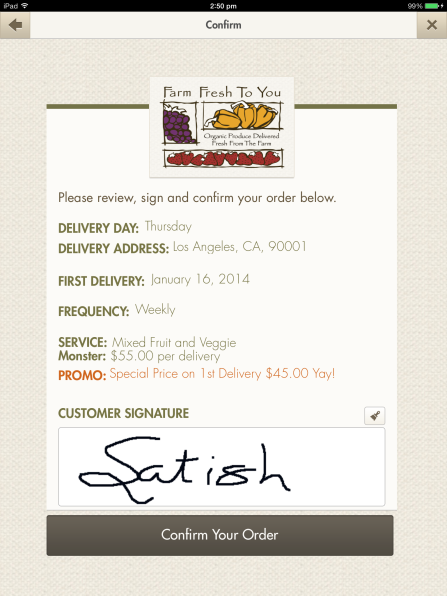 iPad 2:50 pm 99%
Confirm
Farm Fresh To You
Organic Produce Delivered
Fresh From The Farm
Please review, sign and confirm your order below.
DELIVERY DAY: Thursday
DELIVERY ADDRESS: Los Angeles, CA, 90001
FIRST DELIVERY: January 16, 2014
FREQUENCY: Weekly
SERVICE: Mixed Fruit and Veggie
Monster: $55.00 per delivery
PROMO: Special Price on 1st Delivery $45.00 Yay!
CUSTOMER SIGNATURE
Satish
Confirm Your Order